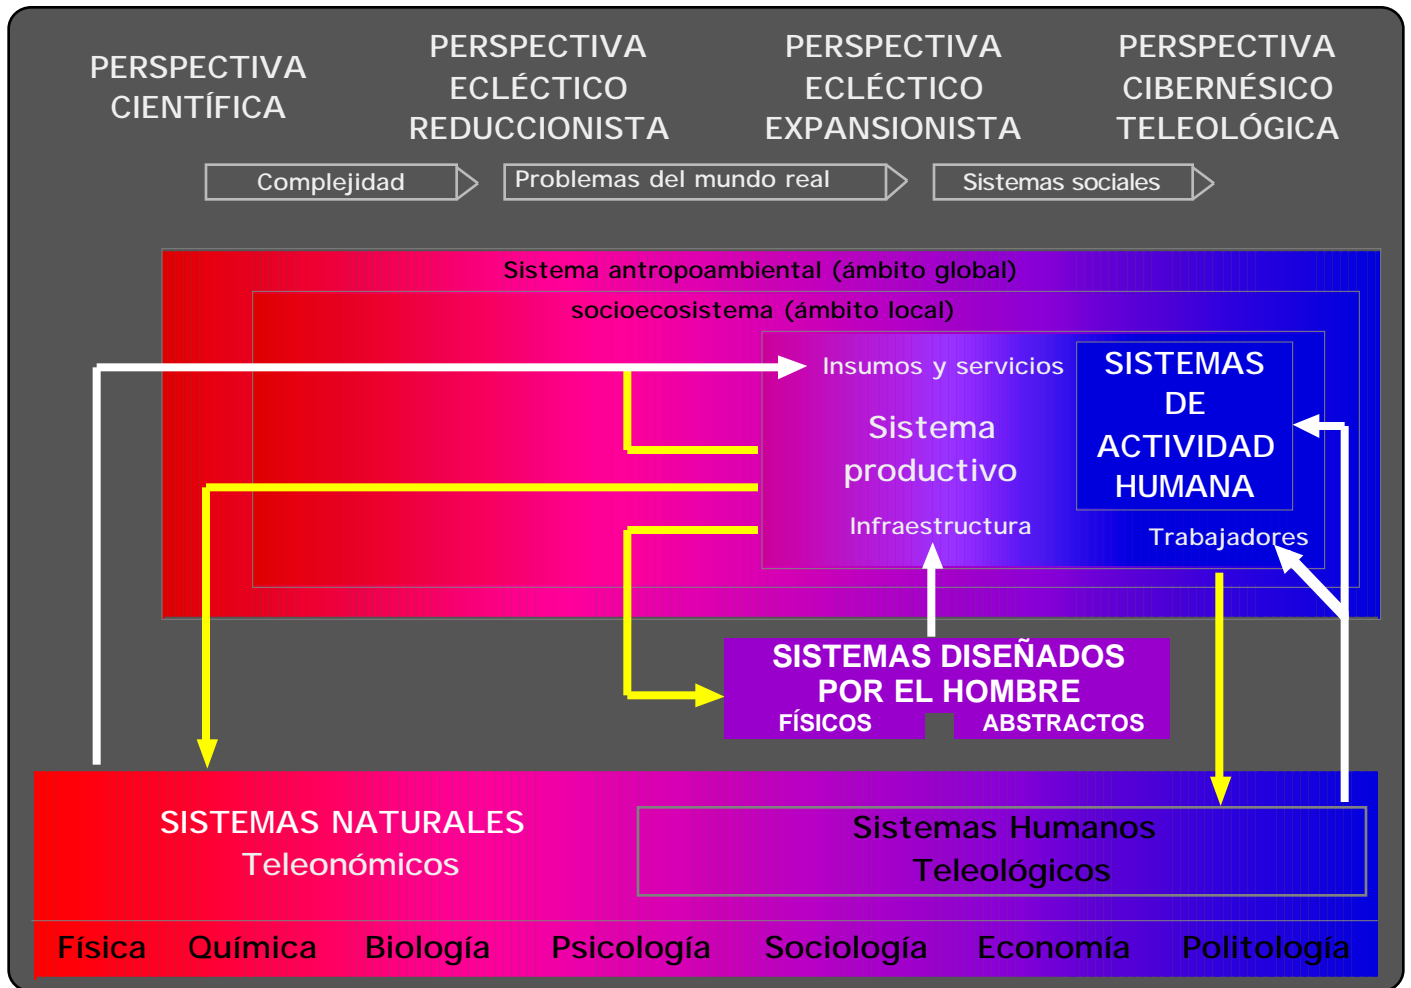 PERSPECTIVA
CIENTÍFICA
PERSPECTIVA
ECLÉCTICO
REDUCCIONISTA
PERSPECTIVA
ECLÉCTICO
EXPANSIONISTA
PERSPECTIVA
CIBERNÉSICO
TELEOLÓGICA
Complejidad
Problemas del mundo real
Sistemas sociales
Sistema antropoambiental (ámbito global)
socioecosistema (ámbito local)
Insumos y servicios
Sistema
productivo
Infraestructura
SISTEMAS
DE
ACTIVIDAD
HUMANA
Trabajadores
SISTEMAS DISEÑADOS
POR EL HOMBRE
FÍSICOS ABSTRACTOS
SISTEMAS NATURALES
Teleonómicos
Sistemas Humanos
Teleológicos
Física Química Biología Psicología Sociología Economía Politología